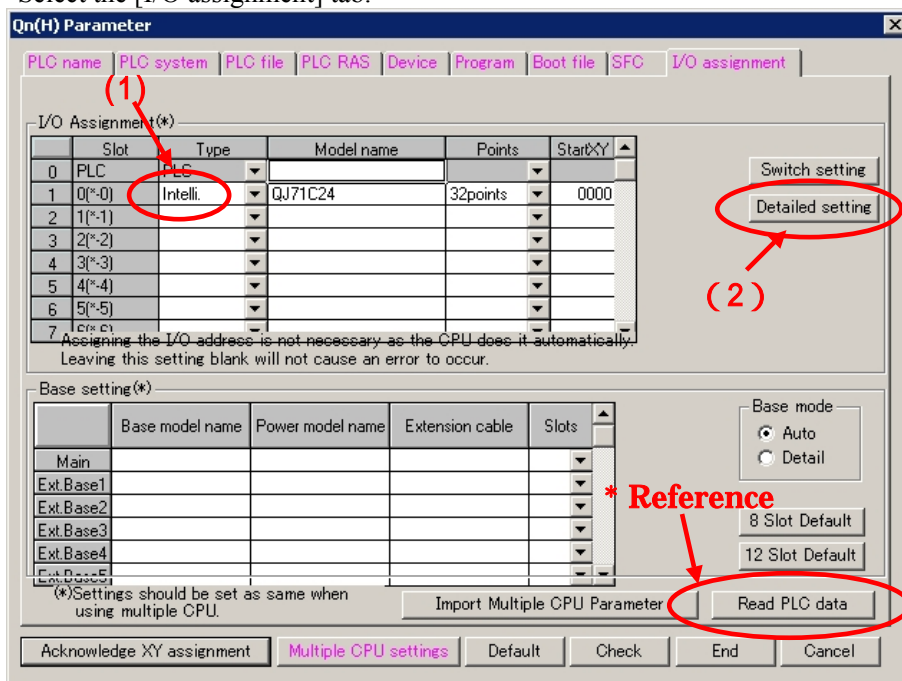 Select the [I/O assignment] tab.
Qn(H) Parameter
PLC name PLC system PLC file PLC RAS Device Program Boot file SFC I/O assignment
(1)
I/O Assignment(*)
Slot Type Model name Points StartXY
0 PLC PLC
1 0(*-0) Intelli. QJ71C24 32points 0000
2 1(*-1)
3 2(*-2)
4 3(*-3)
5 4(*-4)
6 5(*-5)
7 6(*-6)
Switch setting
Detailed setting
(2)
Assigning the I/O address is not necessary as the CPU does it automatically.
Leaving this setting blank will not cause an error to occur.
Base setting(*)
Base model name Power model name Extension cable Slots
Main
Ext.Base1
Ext.Base2
Ext.Base3
Ext.Base4
Ext.Base5
Base mode
Auto
Detail
* Reference
8 Slot Default
12 Slot Default
(*)Settings should be set as same when
using multiple CPU.
Import Multiple CPU Parameter Read PLC data
Acknowledge XY assignment Multiple CPU settings Default Check End Cancel